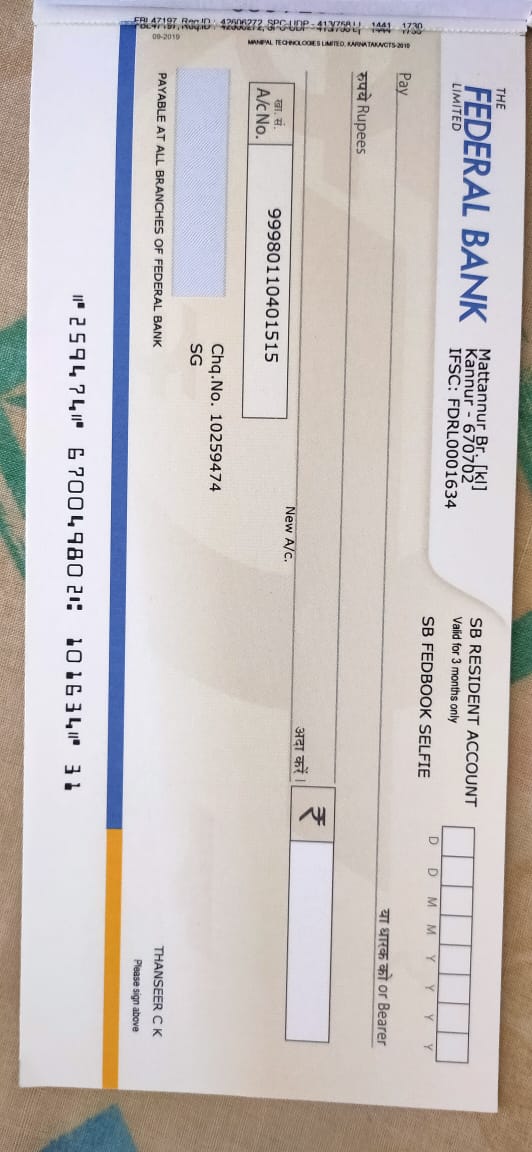 THE
FEDERAL BANK
LIMITED
Mattannur Br. [kl]
Kannur - 670702
IFSC: FDRL0001634
SB RESIDENT ACCOUNT
Valid for 3 months only
SB FEDBOOK SELFIE
D D M M Y Y Y Y
Pay
या धारक को or Bearer
रुपये Rupees
अदा करें।
₹
खा. सं.
A/c No.
99980110401515
New A/c.
Chq.No. 10259474
SG
PAYABLE AT ALL BRANCHES OF FEDERAL BANK
THANSEER C K
Please sign above
⑈259474⑈ 670049802⑆ 101634⑈ 31
09-2019
MANIPAL TECHNOLOGIES LIMITED, KARNATAKA/CTS-2010